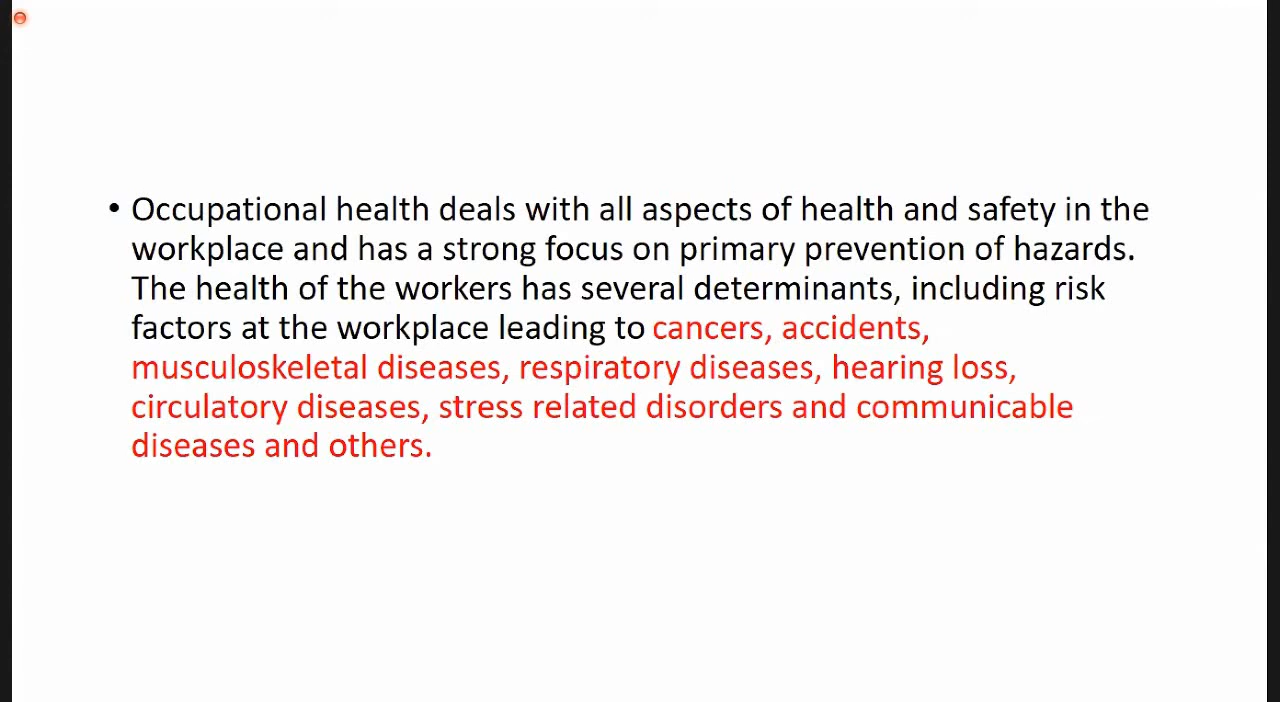 • Occupational health deals with all aspects of health and safety in the
workplace and has a strong focus on primary prevention of hazards.
The health of the workers has several determinants, including risk
factors at the workplace leading to cancers, accidents,
musculoskeletal diseases, respiratory diseases, hearing loss,
circulatory diseases, stress related disorders and communicable
diseases and others.